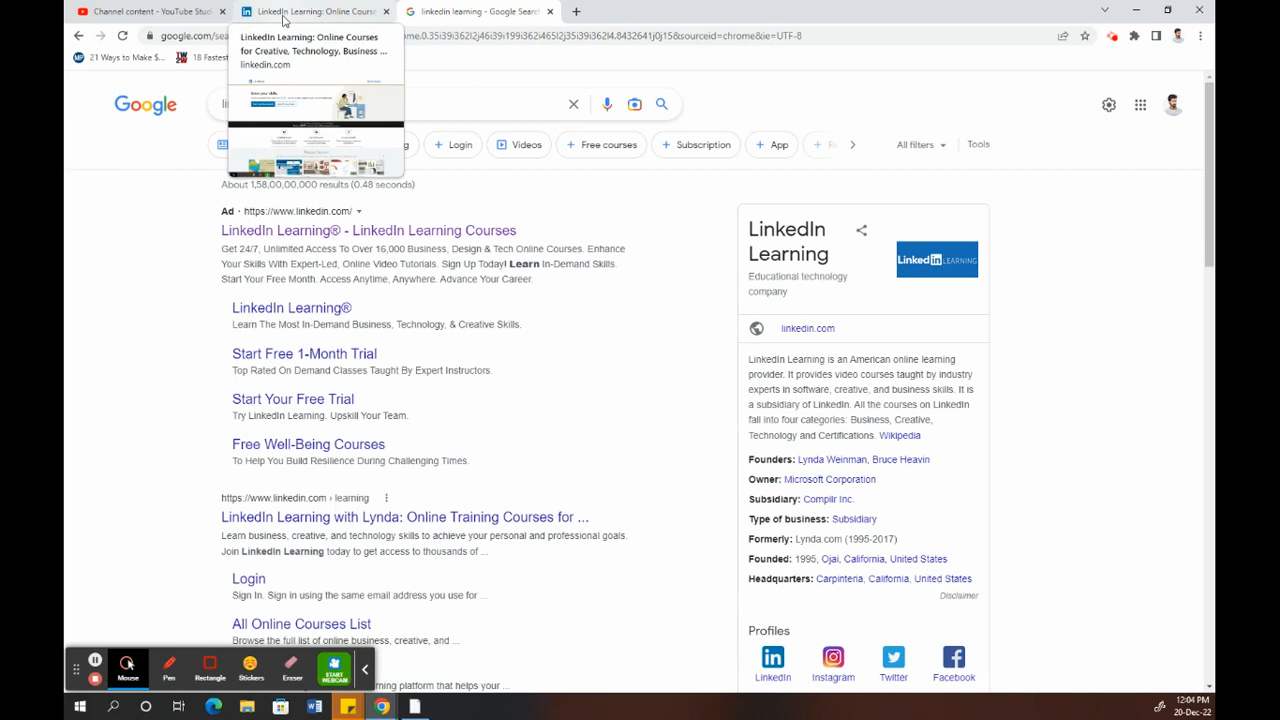 Channel content - YouTube Stud
LinkedIn Learning: Online Course
linkedin learning - Google Searc
google.com/sea
0.35i39i362l2j46i39i199i362i465l2j35i39i362l4.8432641j0j15&sourceid=chrome&ie=UTF-8
LinkedIn Learning: Online Courses
for Creative, Technology, Business ...
linkedin.com
21 Ways to Make $...
18 Fastest
Google
Login
Videos
Free courses
Subscription
App
All filters
Tools
About 1,58,00,00,000 results (0.48 seconds)
Ad · https://www.linkedin.com/
LinkedIn Learning® - LinkedIn Learning Courses
Get 24/7, Unlimited Access To Over 16,000 Business, Design & Tech Online Courses. Enhance
Your Skills With Expert-Led, Online Video Tutorials. Sign Up Today! Learn In-Demand Skills.
Start Your Free Month. Access Anytime, Anywhere. Advance Your Career.
LinkedIn Learning®
Learn The Most In-Demand Business, Technology, & Creative Skills.
Start Free 1-Month Trial
Top Rated On Demand Classes Taught By Expert Instructors.
Start Your Free Trial
Try LinkedIn Learning. Upskill Your Team.
Free Well-Being Courses
To Help You Build Resilience During Challenging Times.
https://www.linkedin.com › learning
LinkedIn Learning with Lynda: Online Training Courses for ...
Learn business, creative, and technology skills to achieve your personal and professional goals.
Join LinkedIn Learning today to get access to thousands of ...
Login
Sign In. Sign in using the same email address you use for ...
All Online Courses List
Browse the full list of online business, creative, and ...
arning platform that helps your ...
LinkedIn
Learning
Educational technology
company
Linked in LEARNING
linkedin.com
LinkedIn Learning is an American online learning
provider. It provides video courses taught by industry
experts in software, creative, and business skills. It is
a subsidiary of LinkedIn. All the courses on LinkedIn
fall into four categories: Business, Creative,
Technology and Certifications. Wikipedia
Founders: Lynda Weinman, Bruce Heavin
Owner: Microsoft Corporation
Subsidiary: Compilr Inc.
Type of business: Subsidiary
Formerly: Lynda.com (1995-2017)
Founded: 1995, Ojai, California, United States
Headquarters: Carpinteria, California, United States
Disclaimer
Profiles
LinkedIn
Instagram
Twitter
Facebook
Mouse
Pen
Rectangle
Stickers
Eraser
START
WEBCAM
12:04 PM
20-Dec-22